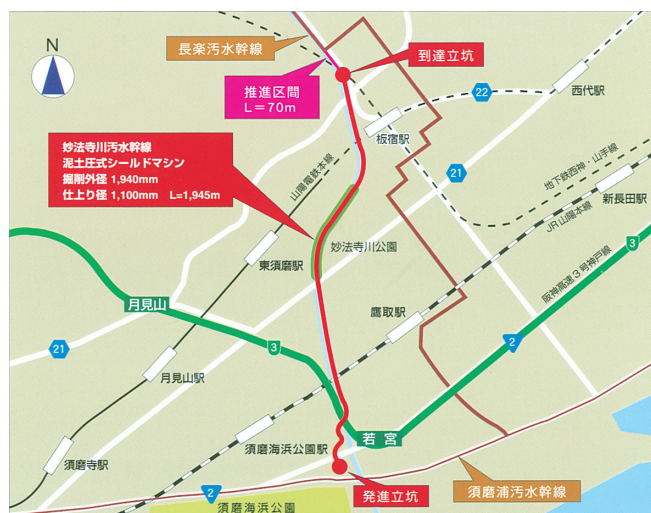 N
長楽汚水幹線
到達立坑
推進区間
L=70m
22
西代駅
板宿駅
妙法寺川汚水幹線
泥土圧式シールドマシン
掘削外径 1,940mm
仕上り径 1,100mm L=1,945m
山陽電鉄本線
21
地下鉄西神・山手線
新長田駅
JR山陽本線
妙法寺川公園
3
東須磨駅
阪神高速3号神戸線
月見山
鷹取駅
21
3
2
月見山駅
若宮
須磨海浜公園駅
須磨寺駅
発進立坑
須磨浦汚水幹線
2
須磨海浜公園